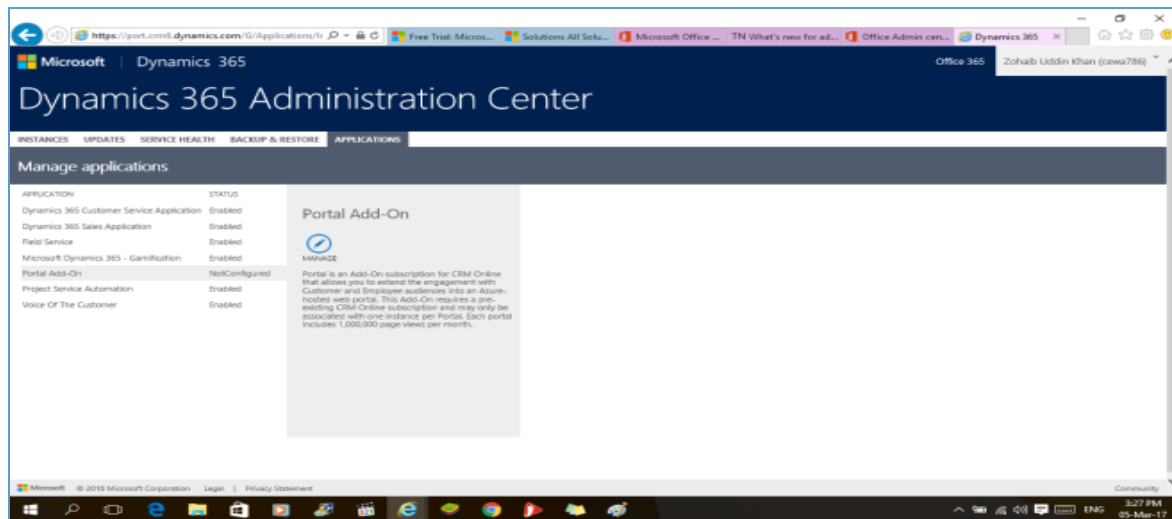 https://port.crm6.dynamics.com/G/Applications/Ir
Free Trial: Micros...
Solutions All Solu...
Microsoft Office ...
TN What's new for ad...
Office Admin cen...
Dynamics 365
Microsoft | Dynamics 365
Office 365
Zohaib Uddin Khan (cewa786)
Dynamics 365 Administration Center
INSTANCES UPDATES SERVICE HEALTH BACKUP & RESTORE APPLICATIONS
Manage applications
APPLICATION STATUS
Dynamics 365 Customer Service Application Enabled
Dynamics 365 Sales Application Enabled
Field Service Enabled
Microsoft Dynamics 365 - Gamification Enabled
Portal Add-On NotConfigured
Project Service Automation Enabled
Voice Of The Customer Enabled
Portal Add-On
MANAGE
Portal is an Add-On subscription for CRM Online
that allows you to extend the engagement with
Customer and Employee audiences into an Azure-
hosted web portal. This Add-On requires a pre-
existing CRM Online subscription and may only be
associated with one instance per Portal. Each portal
includes 1,000,000 page views per month.
Microsoft © 2016 Microsoft Corporation Legal | Privacy Statement
Community
ENG
3:27 PM
05-Mar-17